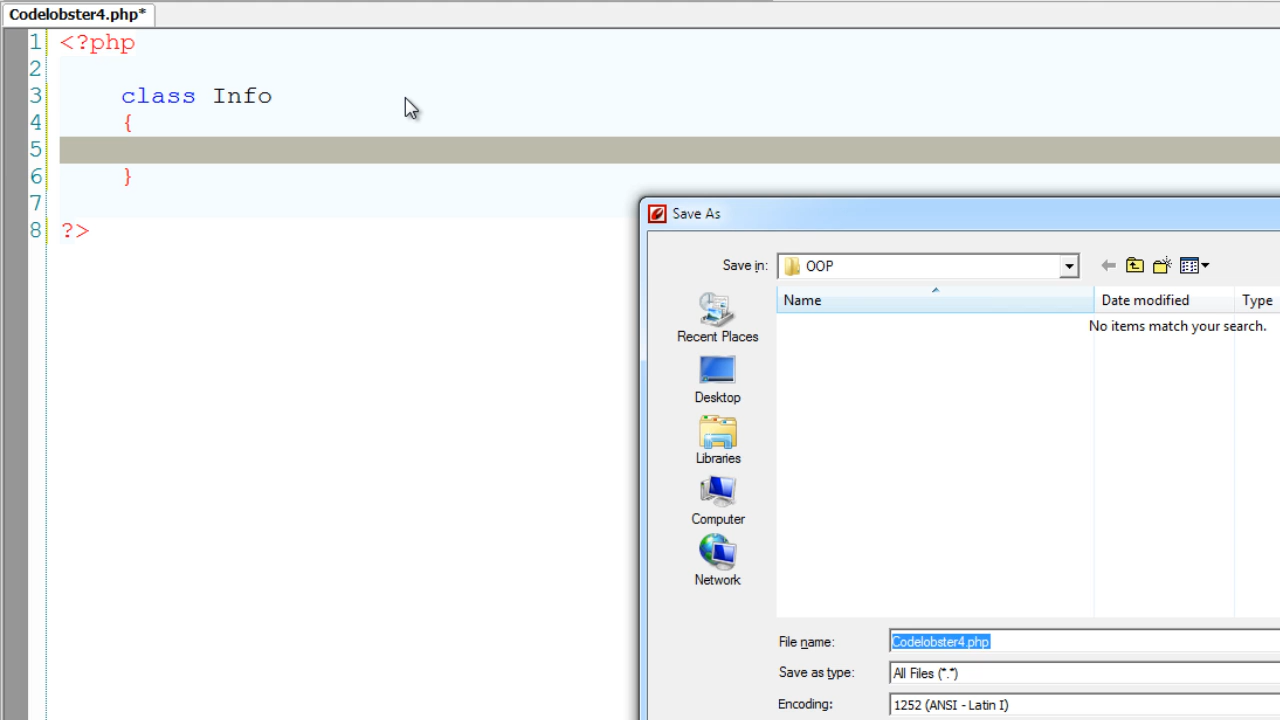 Codelobster4.php*
1 <?php
2
3 class Info
4 {
5
6 }
7
8 ?>
Save As
Save in: OOP
Name Date modified Type
No items match your search.
Recent Places
Desktop
Libraries
Computer
Network
File name: Codelobster4.php
Save as type: All Files (*.*)
Encoding: 1252 (ANSI - Latin I)